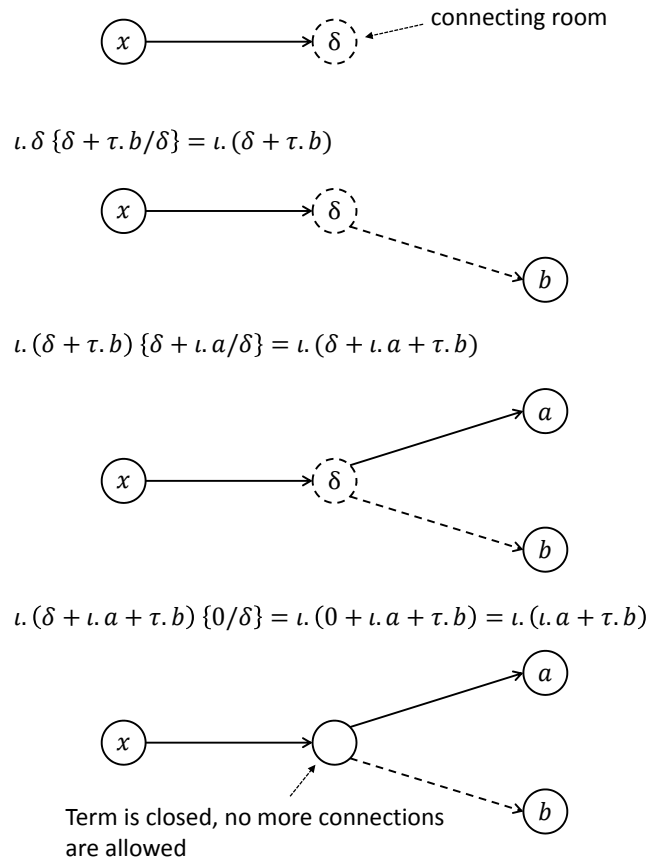 connecting room
x δ
ι. δ {δ + τ. b/δ} = ι. (δ + τ. b)
x δ
b
ι. (δ + τ. b) {δ + ι. a/δ} = ι. (δ + ι. a + τ. b)
a
x δ
b
ι. (δ + ι. a + τ. b) {0/δ} = ι. (0 + ι. a + τ. b) = ι. (ι. a + τ. b)
a
x
b
Term is closed, no more connections
are allowed